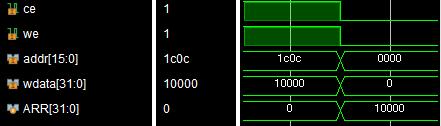 ce 1
we 1
addr[15:0] 1c0c 1c0c 0000
wdata[31:0] 10000 10000 0
ARR[31:0] 0 0 10000